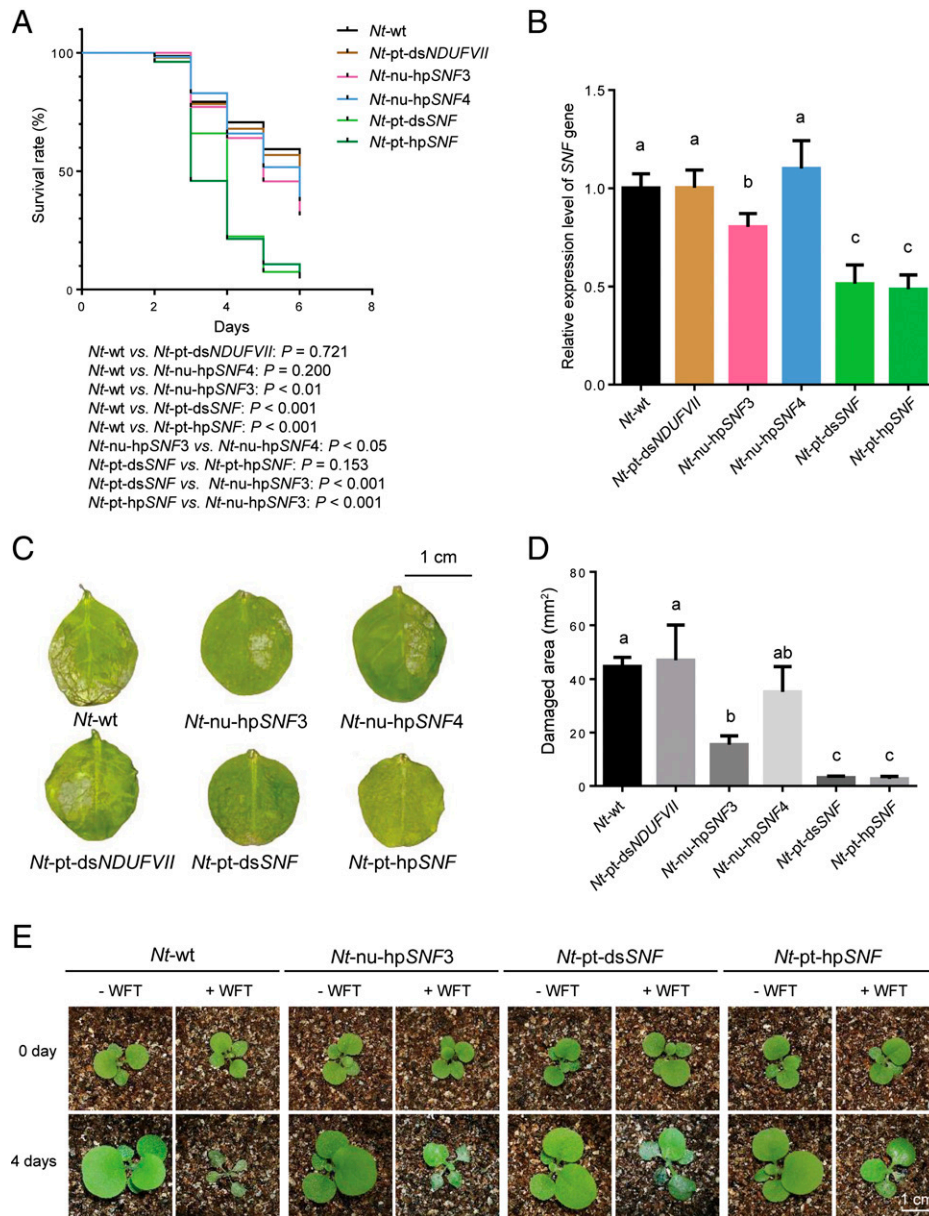 A
Nt-wt
Nt-pt-dsNDUFVII
Nt-nu-hpSNF3
Nt-nu-hpSNF4
Nt-pt-dsSNF
Nt-pt-hpSNF
Survival rate (%)
100
50
0
0 2 4 6 8
Days
Nt-wt vs. Nt-pt-dsNDUFVII: P = 0.721
Nt-wt vs. Nt-nu-hpSNF4: P = 0.200
Nt-wt vs. Nt-nu-hpSNF3: P < 0.01
Nt-wt vs. Nt-pt-dsSNF: P < 0.001
Nt-wt vs. Nt-pt-hpSNF: P < 0.001
Nt-nu-hpSNF3 vs. Nt-nu-hpSNF4: P < 0.05
Nt-pt-dsSNF vs. Nt-pt-hpSNF: P = 0.153
Nt-pt-dsSNF vs. Nt-nu-hpSNF3: P < 0.001
Nt-pt-hpSNF vs. Nt-nu-hpSNF3: P < 0.001
B
Relative expression level of SNF gene
1.5
1.0
0.5
0.0
a a b a c c
Nt-wt
Nt-pt-dsNDUFVII
Nt-nu-hpSNF3
Nt-nu-hpSNF4
Nt-pt-dsSNF
Nt-pt-hpSNF
C
1 cm
Nt-wt Nt-nu-hpSNF3 Nt-nu-hpSNF4
Nt-pt-dsNDUFVII Nt-pt-dsSNF Nt-pt-hpSNF
D
Damaged area (mm²)
80
60
40
20
0
a a b ab c c
Nt-wt
Nt-pt-dsNDUFVII
Nt-nu-hpSNF3
Nt-nu-hpSNF4
Nt-pt-dsSNF
Nt-pt-hpSNF
E
Nt-wt Nt-nu-hpSNF3 Nt-pt-dsSNF Nt-pt-hpSNF
- WFT + WFT - WFT + WFT - WFT + WFT - WFT + WFT
0 day
4 days
1 cm